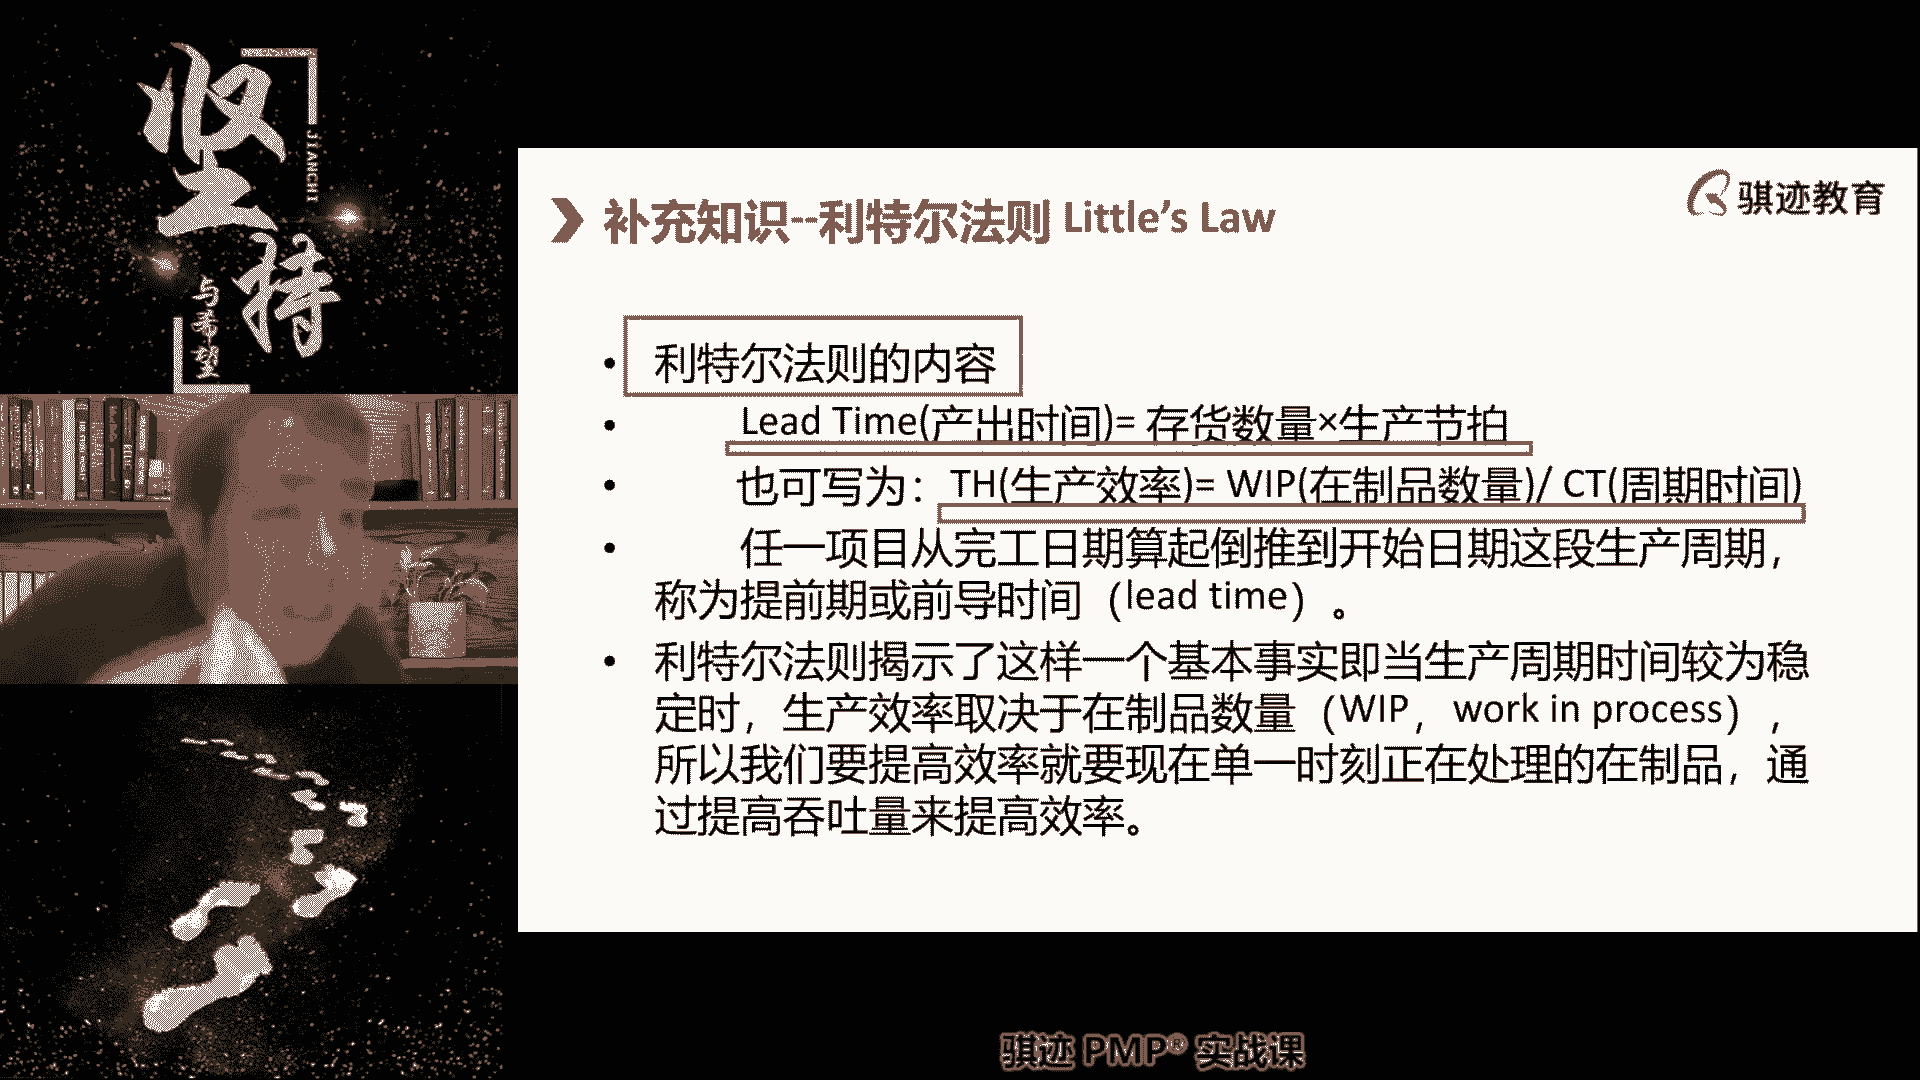 坚持
JIANCHI
与希望
骐迹教育
补充知识--利特尔法则 Little's Law
• 利特尔法则的内容
• Lead Time(产出时间)= 存货数量×生产节拍
• 也可写为：TH(生产效率)= WIP(在制品数量)/ CT(周期时间)
• 任一项目从完工日期算起倒推到开始日期这段生产周期，
称为提前期或前导时间（lead time）。
• 利特尔法则揭示了这样一个基本事实即当生产周期时间较为稳
定时，生产效率取决于在制品数量（WIP，work in process），
所以我们要提高效率就要现在单一时刻正在处理的在制品，通
过提高吞吐量来提高效率。
骐迹 PMP® 实战课